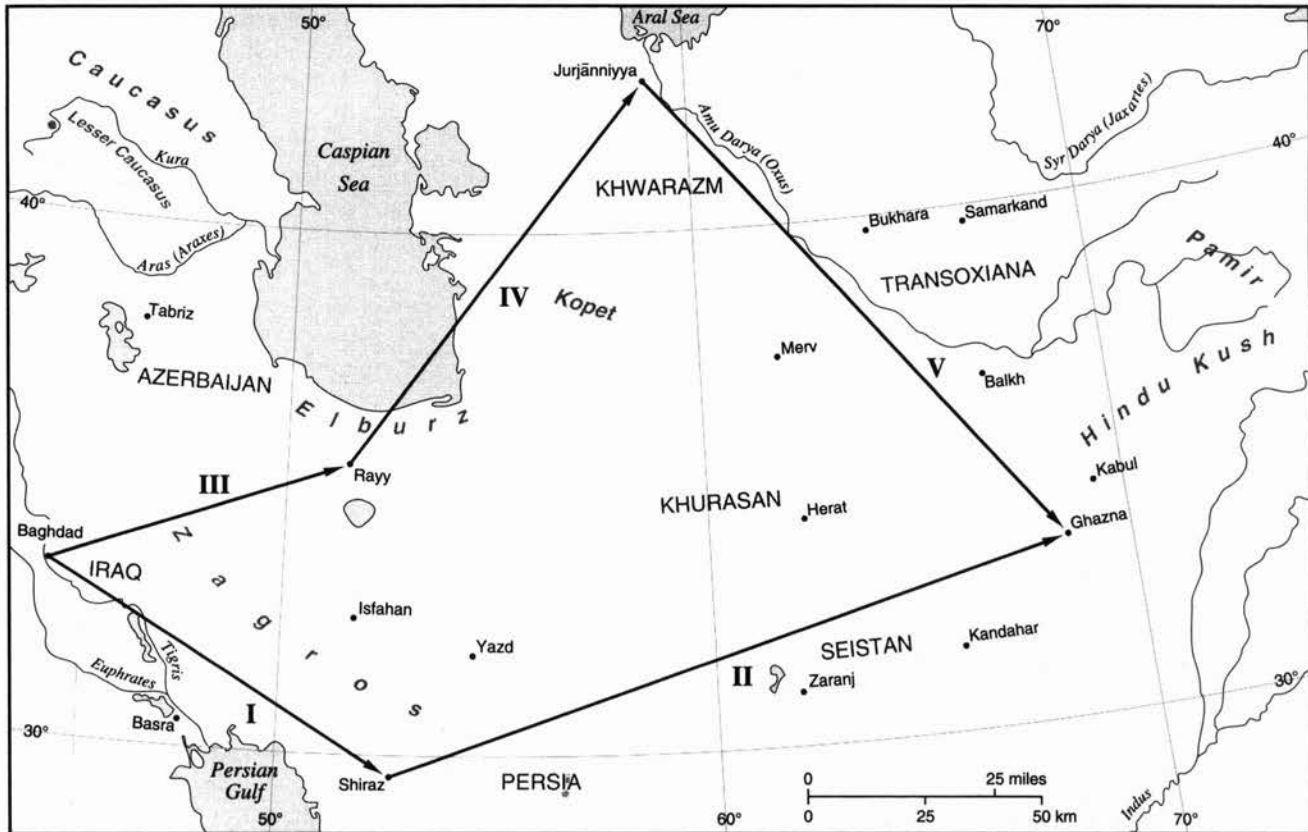 50°
Aral Sea
70°
Jurjānniyya
Caucasus
Lesser Caucasus
Kura
Caspian
Sea
Amu Darya (Oxus)
Syr Darya (Jaxartes)
40°
KHWARAZM
40°
Bukhara
Samarkand
Aras (Araxes)
TRANSOXIANA
Pamir
IV
Kopet
Tabriz
Merv
V
Balkh
AZERBAIJAN
Hindu Kush
Elburz
Rayy
Kabul
III
KHURASAN
Herat
Ghazna
Baghdad
Zagros
IRAQ
Isfahan
Yazd
Tigris
SEISTAN
Kandahar
Euphrates
II
Zaranj
30°
Basra
I
30°
Persian
Gulf
Shiraz
PERSIA
0 25 miles
0 25 50 km
Indus
50°
60°
70°